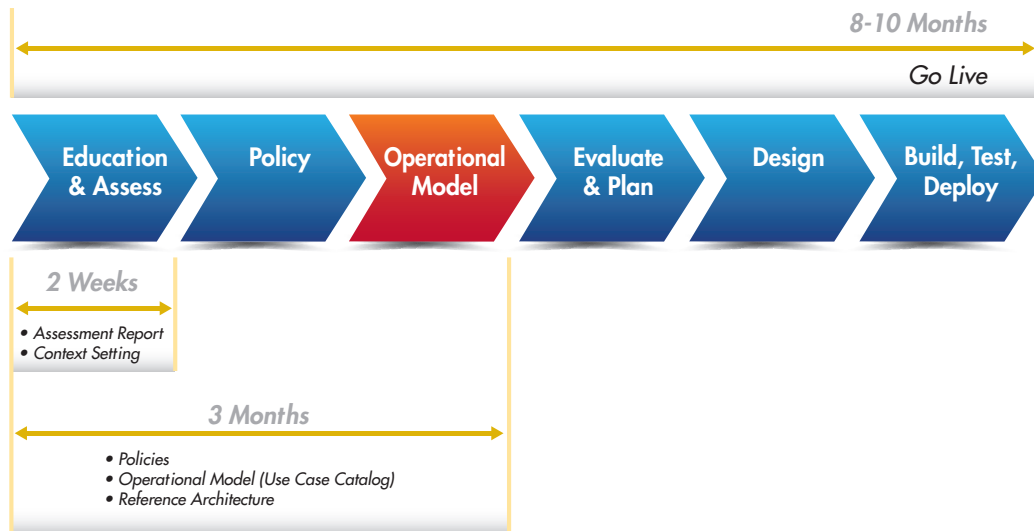 8-10 Months
Go Live
Education
& Assess
Policy
Operational
Model
Evaluate
& Plan
Design
Build, Test,
Deploy
2 Weeks
• Assessment Report
• Context Setting
3 Months
• Policies
• Operational Model (Use Case Catalog)
• Reference Architecture